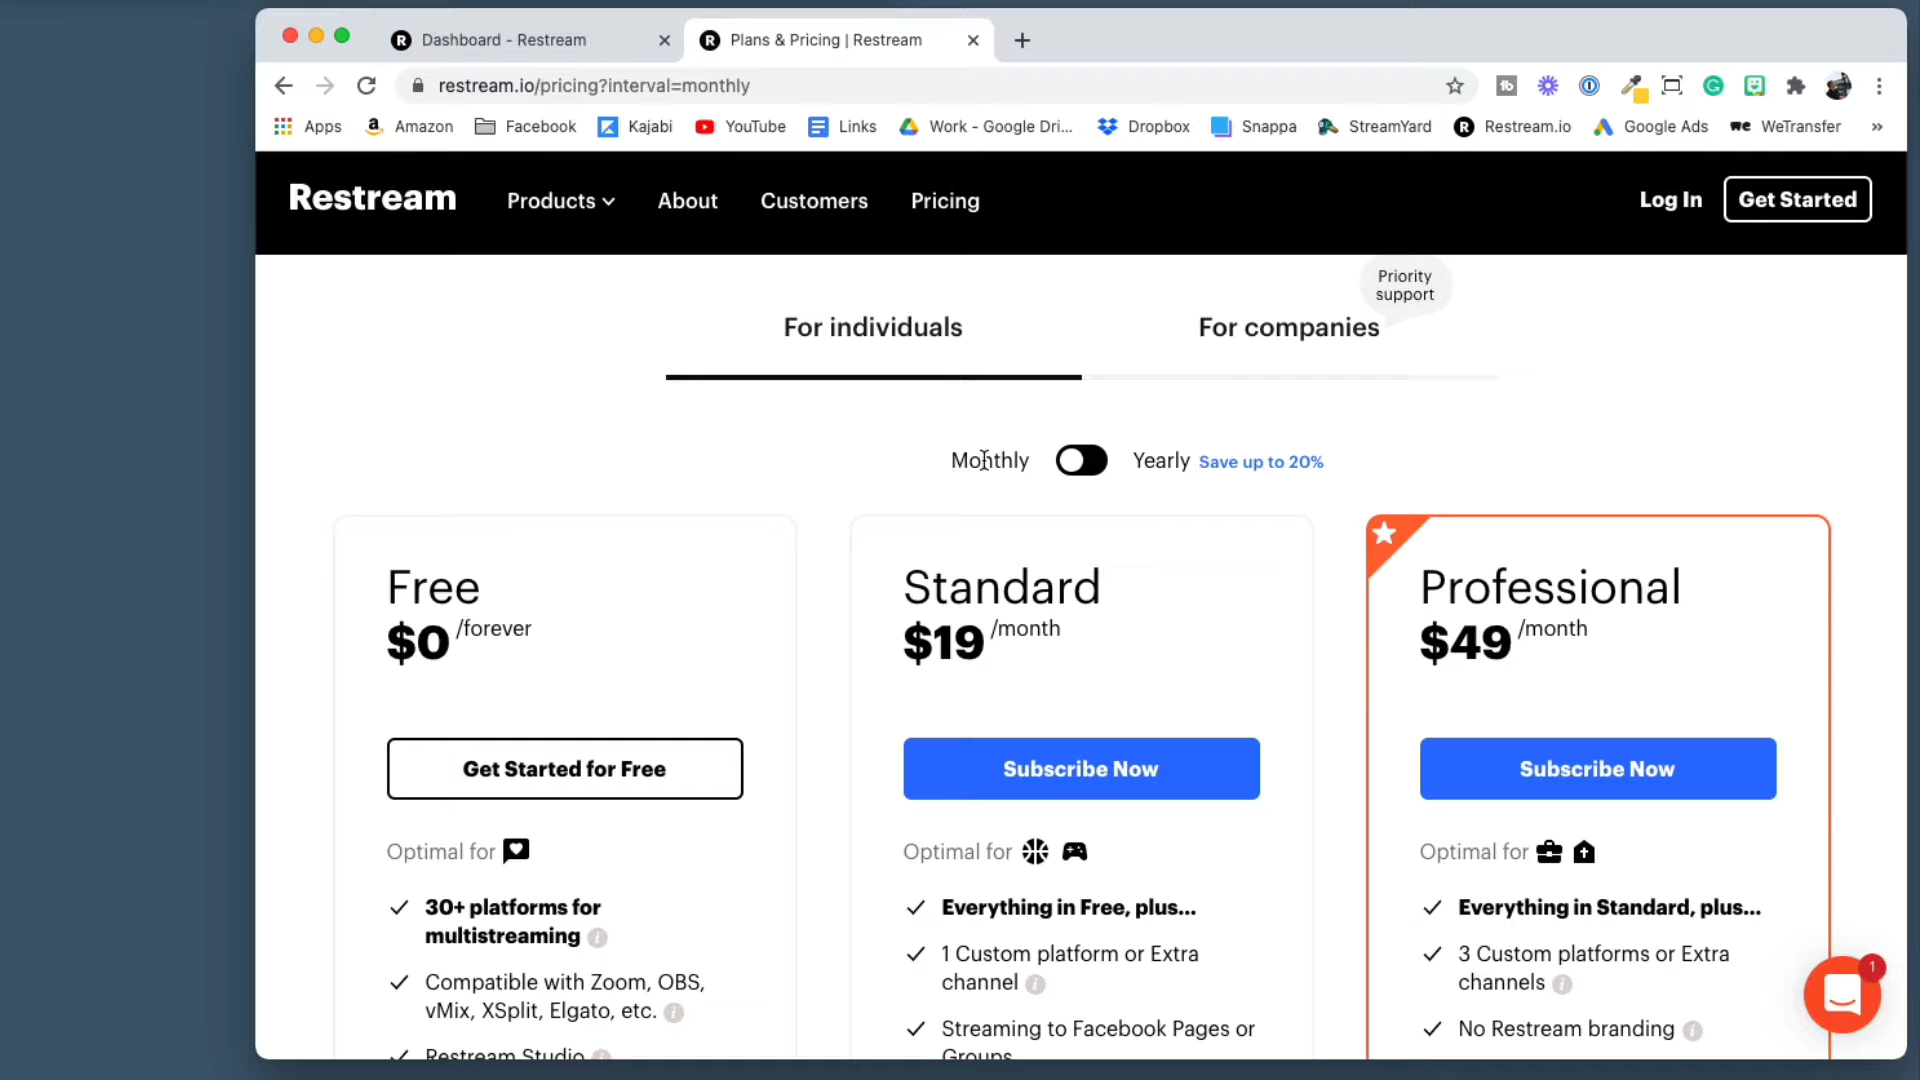 Dashboard - Restream
Plans & Pricing | Restream
restream.io/pricing?interval=monthly
Apps Amazon Facebook Kajabi YouTube Links Work - Google Dri... Dropbox Snappa StreamYard Restream.io Google Ads WeTransfer »
Restream Products About Customers Pricing Log In Get Started
Priority
support
For individuals For companies
Monthly Yearly Save up to 20%
Free
$0 /forever
Get Started for Free
Optimal for
30+ platforms for
multistreaming
Compatible with Zoom, OBS,
vMix, XSplit, Elgato, etc.
Restream Studio
Standard
$19 /month
Subscribe Now
Optimal for
Everything in Free, plus...
1 Custom platform or Extra
channel
Streaming to Facebook Pages or
Groups
Professional
$49 /month
Subscribe Now
Optimal for
Everything in Standard, plus...
3 Custom platforms or Extra
channels
No Restream branding
1